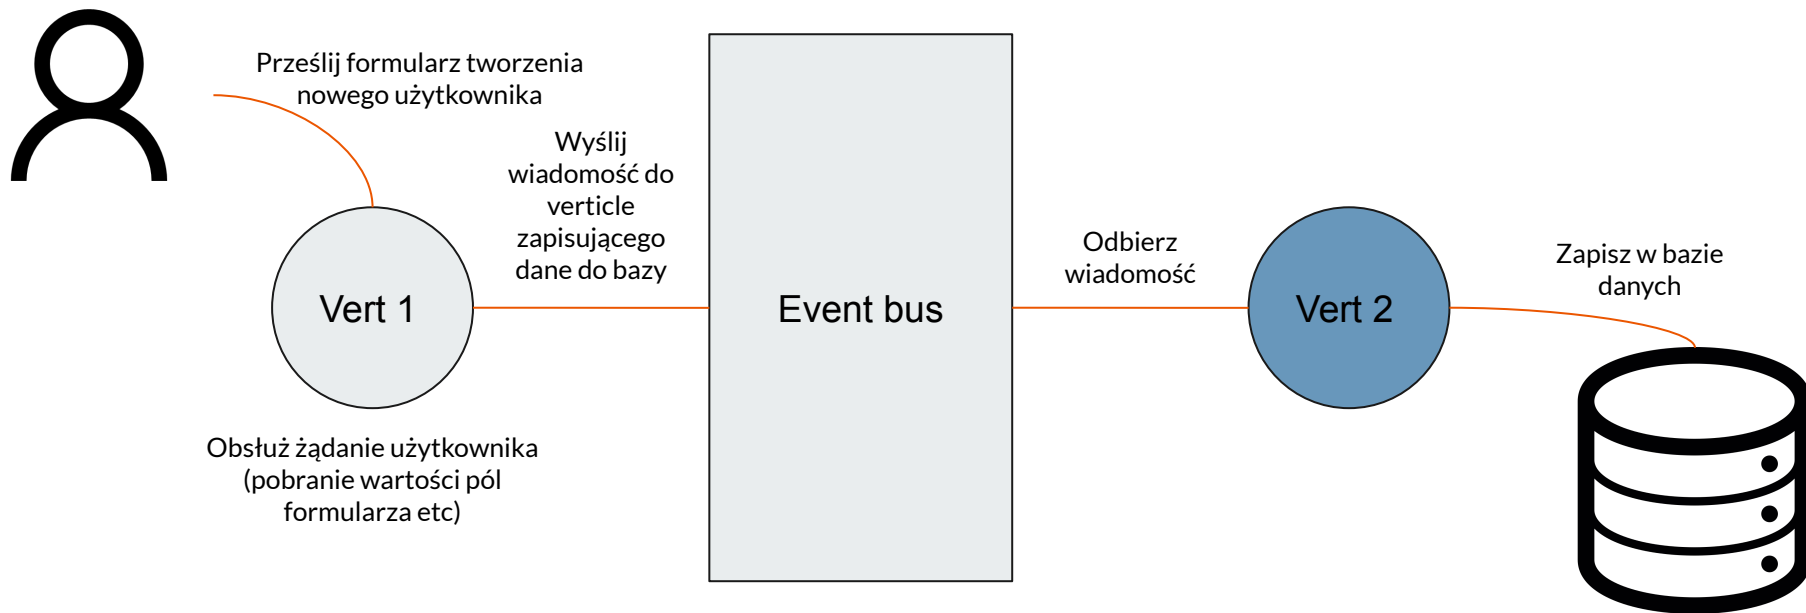 Prześlij formularz tworzenia
nowego użytkownika
Wyślij
wiadomość do
verticle
zapisującego
dane do bazy
Vert 1
Obsłuż żądanie użytkownika
(pobranie wartości pól
formularza etc)
Event bus
Odbierz
wiadomość
Vert 2
Zapisz w bazie
danych